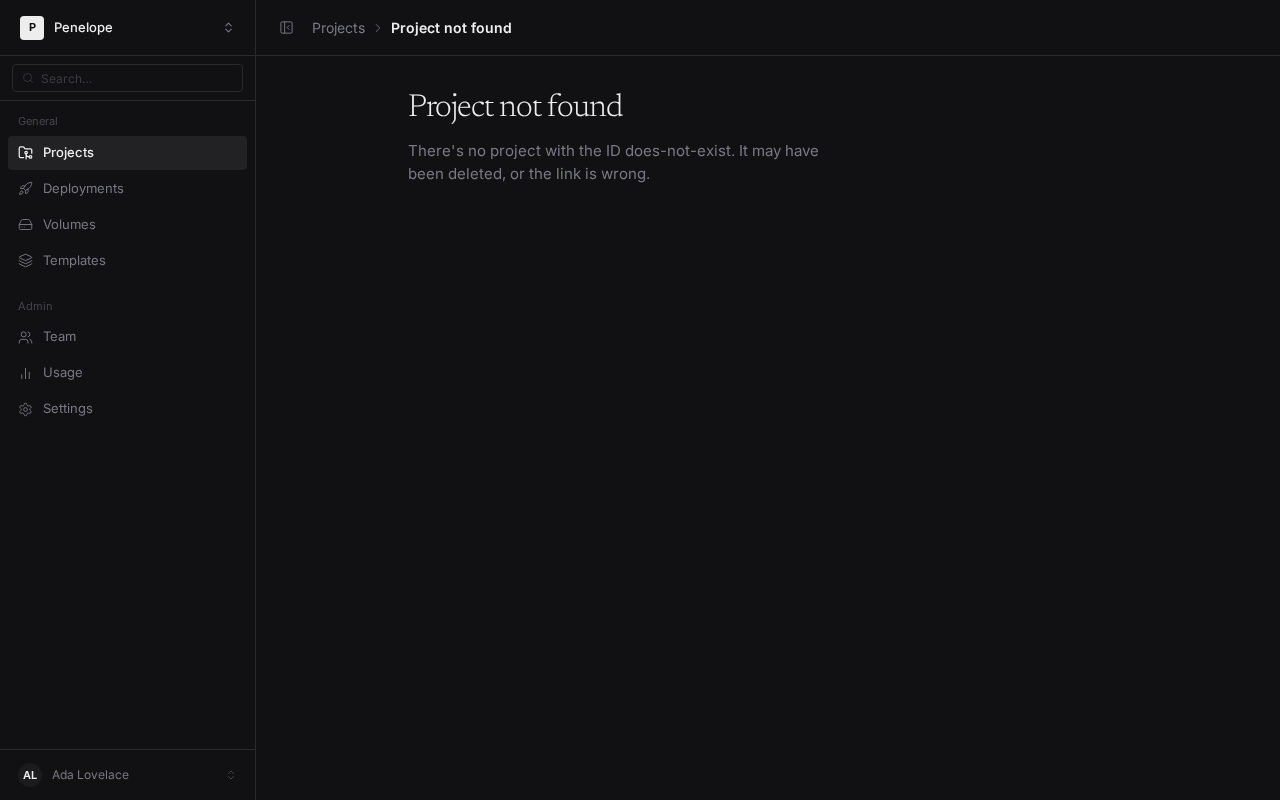 P Penelope
Search...
General
Projects
Deployments
Volumes
Templates
Admin
Team
Usage
Settings
AL Ada Lovelace
Projects > Project not found
Project not found
There's no project with the ID does-not-exist. It may have
been deleted, or the link is wrong.